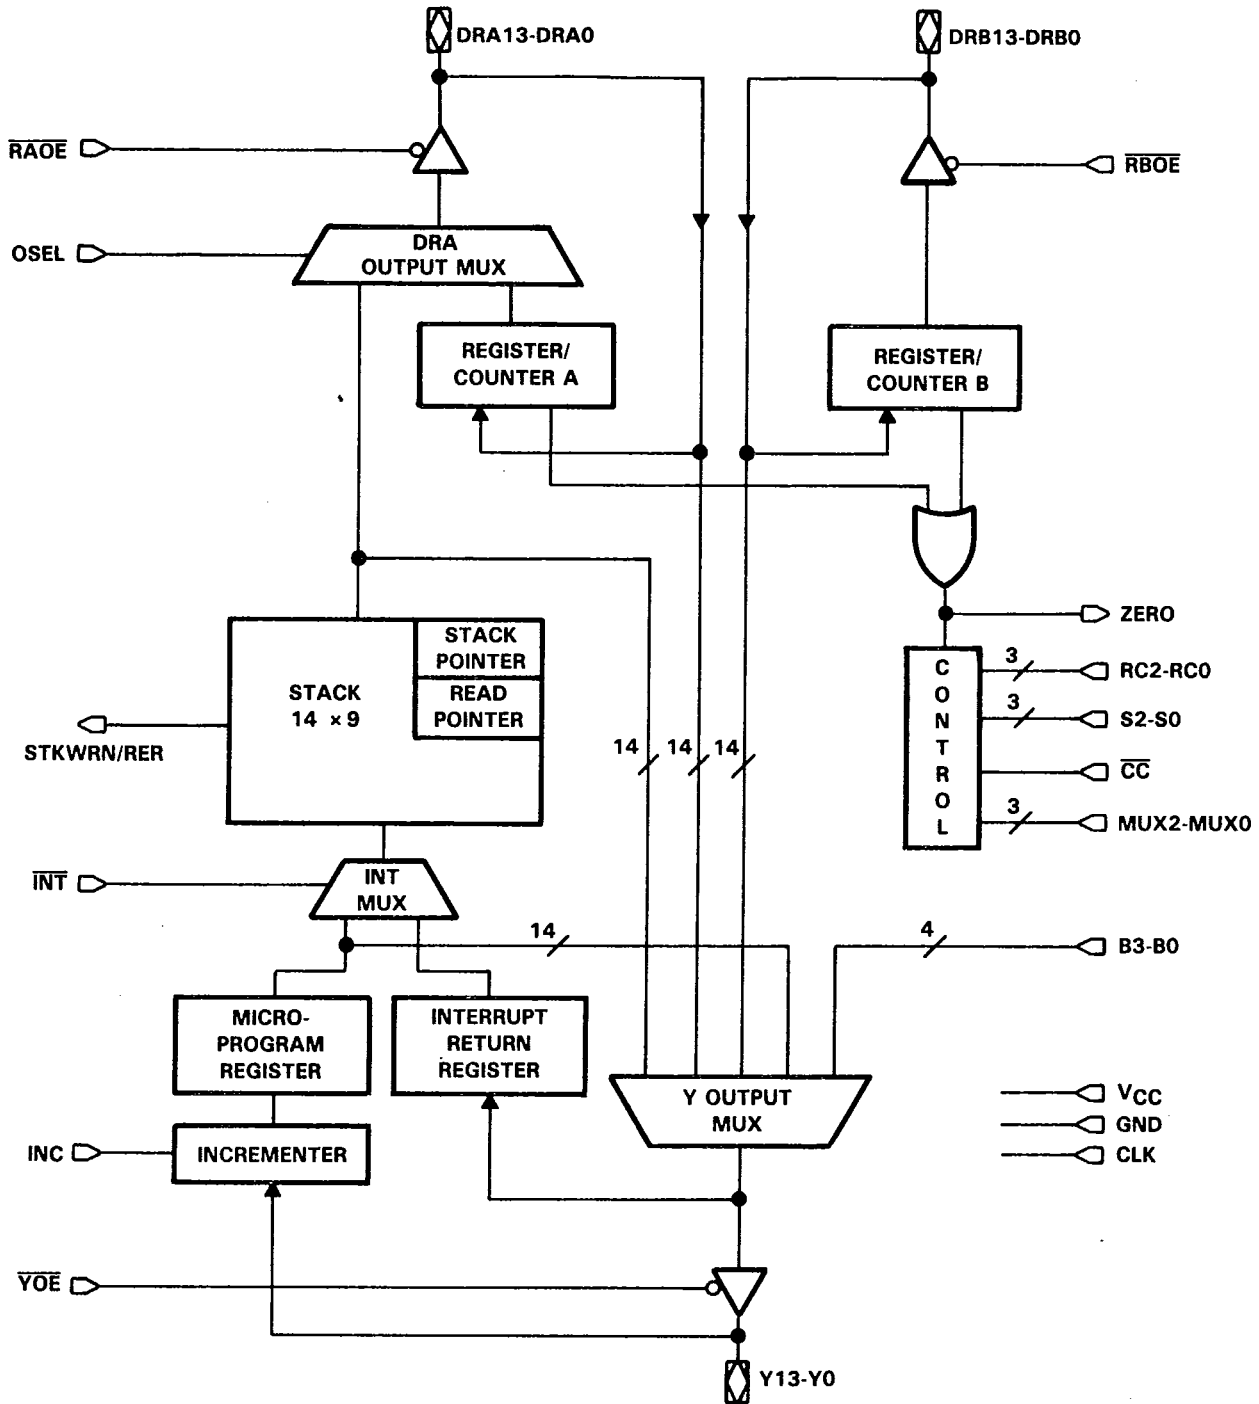 DRA13-DRA0
DRB13-DRB0
RAOE
RBOE
OSEL
DRA
OUTPUT MUX
REGISTER/
COUNTER A
REGISTER/
COUNTER B
ZERO
STACK
POINTER
READ
POINTER
STACK
14 × 9
STKWRN/RER
CONTROL
3
RC2-RC0
3
S2-S0
CC
3
MUX2-MUX0
14
14
14
INT
INT
MUX
14
4
B3-B0
MICRO-
PROGRAM
REGISTER
INTERRUPT
RETURN
REGISTER
Y OUTPUT
MUX
VCC
GND
CLK
INC
INCREMENTER
YOE
Y13-Y0